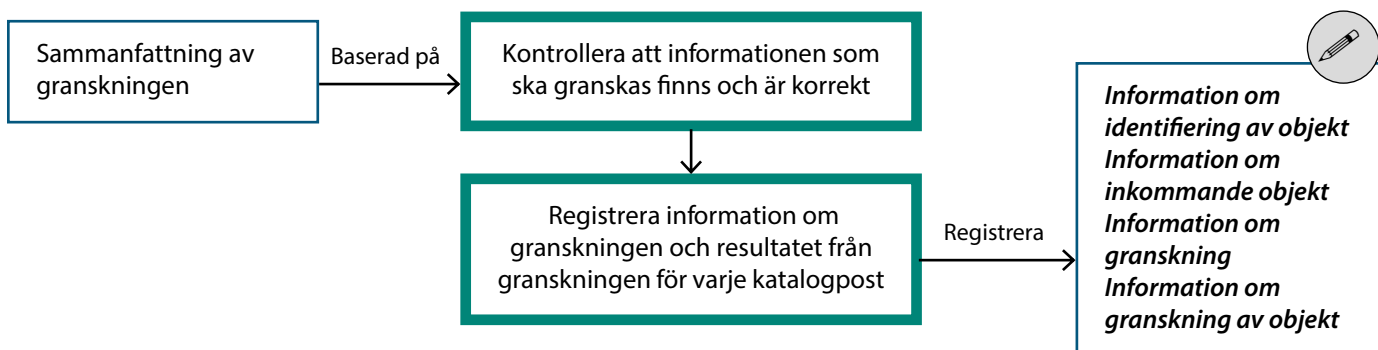 Sammanfattning av
granskningen
Baserad på
Kontrollera att informationen som
ska granskas finns och är korrekt
Registrera information om
granskningen och resultatet från
granskningen för varje katalogpost
Registrera
Information om
identifiering av objekt
Information om
inkommande objekt
Information om
granskning
Information om
granskning av objekt